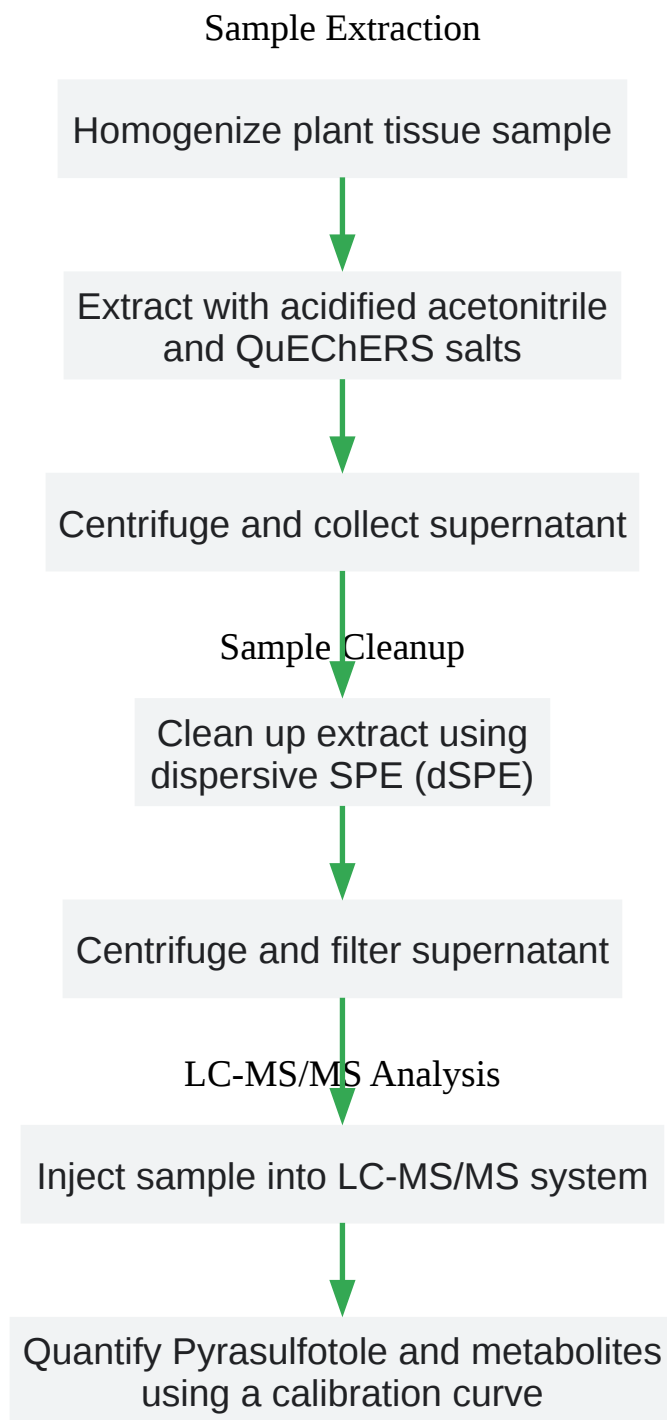 Sample Extraction
Homogenize plant tissue sample
Extract with acidified acetonitrile
and QuEChERS salts
Centrifuge and collect supernatant
Sample Cleanup
Clean up extract using
dispersive SPE (dSPE)
Centrifuge and filter supernatant
LC-MS/MS Analysis
Inject sample into LC-MS/MS system
Quantify Pyrasulfotole and metabolites
using a calibration curve